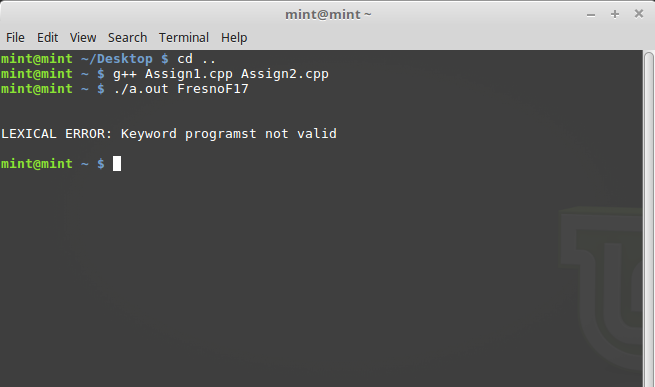 mint@mint ~
File Edit View Search Terminal Help
mint@mint ~/Desktop $ cd ..
mint@mint ~ $ g++ Assign1.cpp Assign2.cpp
mint@mint ~ $ ./a.out FresnoF17
LEXICAL ERROR: Keyword programst not valid
mint@mint ~ $